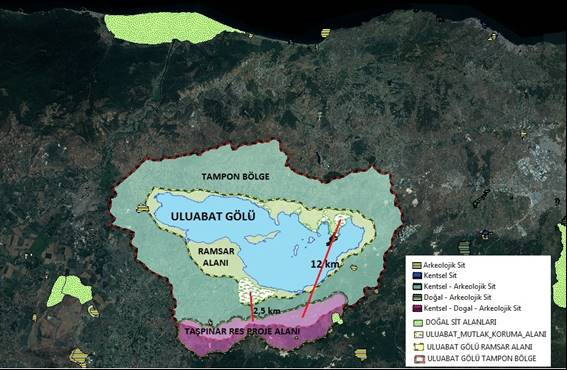 TAMPON BÖLGE
ULUABAT GÖLÜ
RAMSAR
ALANI
12 km
2,5 km
TAŞPINAR RES PROJE ALANI
Arkeolojik Sit
Kentsel Sit
Kentsel - Arkeolojik Sit
Doğal - Arkeolojik Sit
Kentsel - Dogal - Arkeolojik Sit
DOĞAL SİT ALANLARI
ULUABAT_MUTLAK_KORUMA_ALANI
ULUABAT GÖLÜ RAMSAR ALANI
ULUABAT GÖLÜ TAMPON BÖLGE